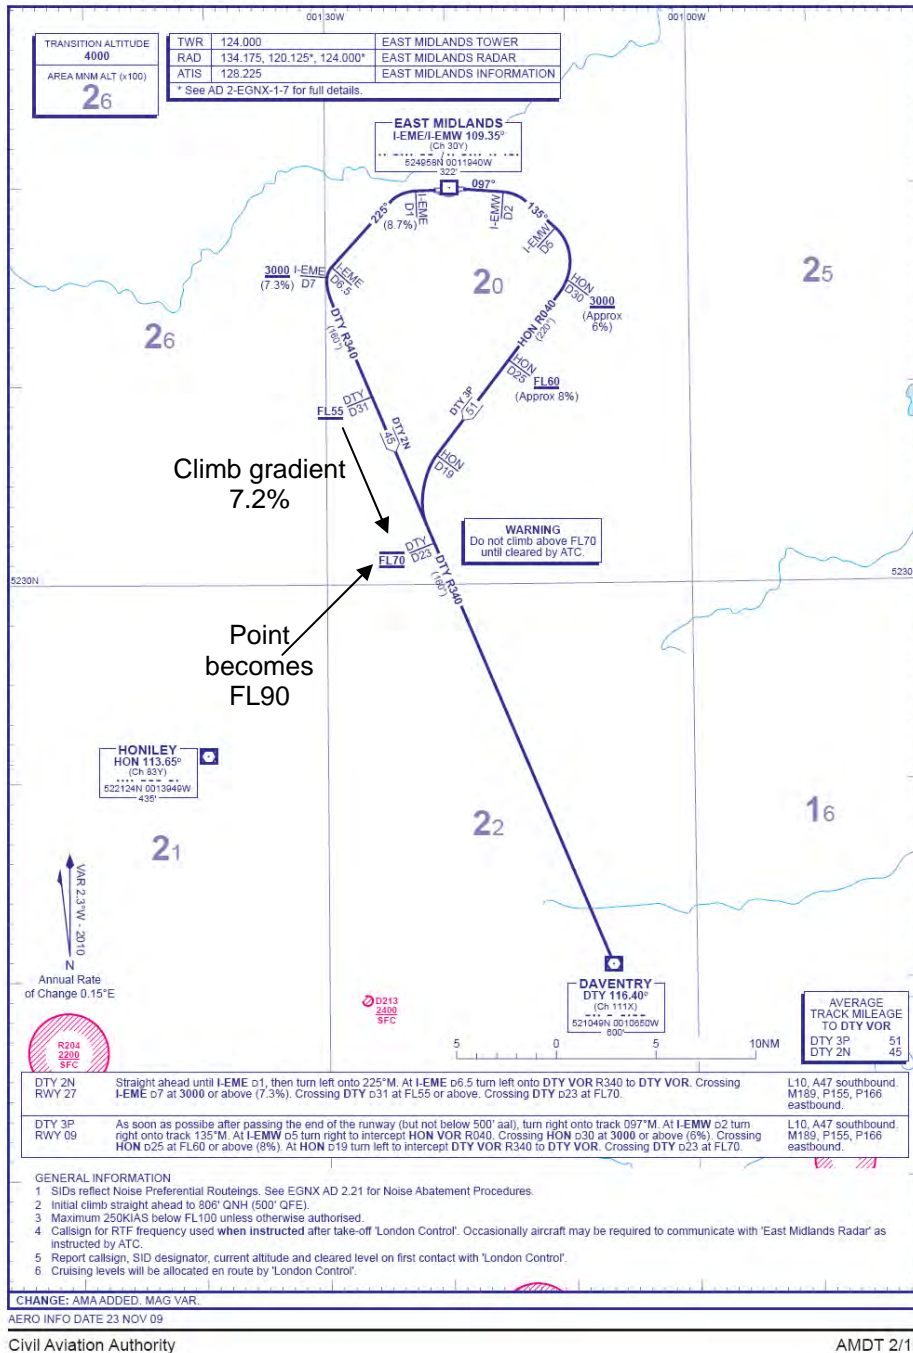 001:30W
001:00W
TRANSITION ALTITUDE
4000
AREA MNM ALT (x100)
26
TWR 124.000 EAST MIDLANDS TOWER
RAD 134.175, 120.125*, 124.000* EAST MIDLANDS RADAR
ATIS 128.225 EAST MIDLANDS INFORMATION
* See AD 2-EGNX-1-7 for full details.
EAST MIDLANDS
I-EME/I-EMW 109.35°
(Ch 30Y)
524958N 0011940W
322'
097°
225°
I-EME
D1
(8.7%)
I-EMW
D2
135°
I-EMW
D5
3000 I-EME
(7.3%) D7
I-EME
D6.5
20
25
HON
D30
3000
(Approx
6%)
26
DTY R340
(160°)
HON R040
(220°)
HON
D25
FL60
(Approx 8%)
FL55
DTY
D31
DTY 2N
45
DTY 3P
51
HON
D19
Climb gradient
7.2%
WARNING
Do not climb above FL70
until cleared by ATC.
FL70
DTY
D23
DTY R340
(160°)
5230N
5230
Point
becomes
FL90
HONILEY
HON 113.65°
(Ch 83Y)
522124N 0013949W
435'
21
22
16
VAR 2.3°W - 2010
N
Annual Rate
of Change 0.15°E
D213
2400
SFC
R204
2200
SFC
DAVENTRY
DTY 116.40°
(Ch 111X)
521049N 0010650W
600'
5 0 5 10NM
AVERAGE
TRACK MILEAGE
TO DTY VOR
DTY 3P 51
DTY 2N 45
DTY 2N Straight ahead until I-EME D1, then turn left onto 225°M. At I-EME D6.5 turn left onto DTY VOR R340 to DTY VOR. Crossing L10, A47 southbound.
RWY 27 I-EME D7 at 3000 or above (7.3%). Crossing DTY D31 at FL55 or above. Crossing DTY D23 at FL70. M189, P155, P166
eastbound.
DTY 3P As soon as possibe after passing the end of the runway (but not below 500' aal), turn right onto track 097°M. At I-EMW D2 turn L10, A47 southbound.
RWY 09 right onto track 135°M. At I-EMW D5 turn right to intercept HON VOR R040. Crossing HON D30 at 3000 or above (6%). Crossing M189, P155, P166
HON D25 at FL60 or above (8%). At HON D19 turn left to intercept DTY VOR R340 to DTY VOR. Crossing DTY D23 at FL70. eastbound.
GENERAL INFORMATION
1 SIDs reflect Noise Preferential Routeings. See EGNX AD 2.21 for Noise Abatement Procedures.
2 Initial climb straight ahead to 806' QNH (500' QFE).
3 Maximum 250KIAS below FL100 unless otherwise authorised.
4 Callsign for RTF frequency used when instructed after take-off 'London Control'. Occasionally aircraft may be required to communicate with 'East Midlands Radar' as
instructed by ATC.
5 Report callsign, SID designator, current altitude and cleared level on first contact with 'London Control'.
6 Cruising levels will be allocated en route by 'London Control'.
CHANGE: AMA ADDED. MAG VAR.
AERO INFO DATE 23 NOV 09
Civil Aviation Authority
AMDT 2/1